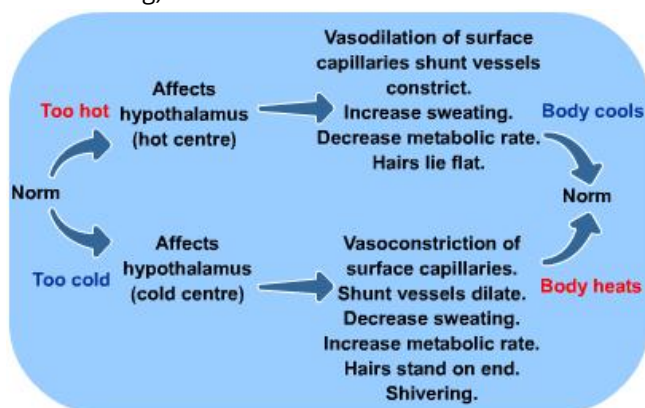 Vasodilation of surface
capillaries shunt vessels
constrict.
Increase sweating.
Decrease metabolic rate.
Hairs lie flat.
Affects
hypothalamus
(hot centre)
Too hot
Body cools
Norm
Norm
Too cold
Affects
hypothalamus
(cold centre)
Vasoconstriction of
surface capillaries.
Shunt vessels dilate.
Decrease sweating.
Increase metabolic rate.
Hairs stand on end.
Shivering.
Body heats